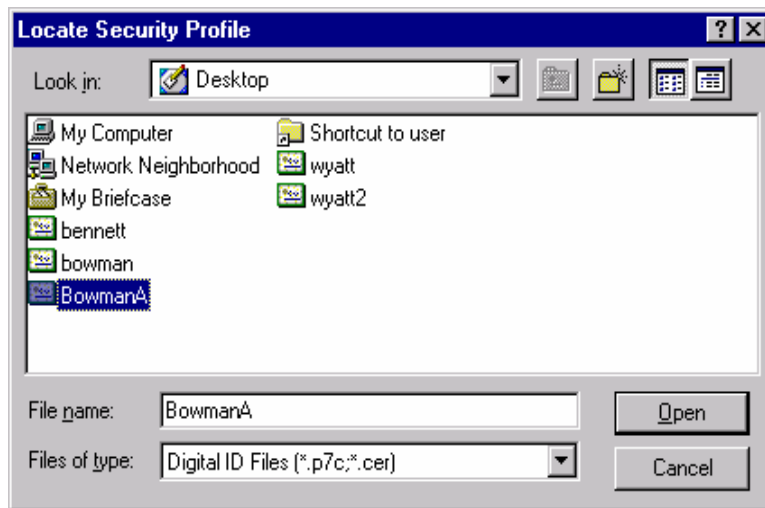 Locate Security Profile
Look in: Desktop
My Computer
Network Neighborhood
My Briefcase
bennett
bowman
BowmanA
Shortcut to user
wyatt
wyatt2
File name: BowmanA
Open
Files of type: Digital ID Files (*.p7c;*.cer)
Cancel